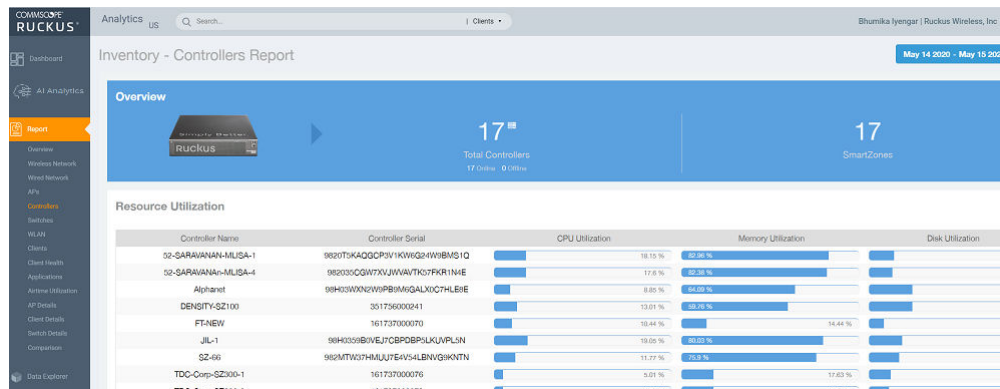 COMMSCOPE
RUCKUS
Analytics US
Search...
| Clients
Bhumika Iyengar | Ruckus Wireless, Inc
Dashboard
AI Analytics
Report
Overview
Wireless Network
Wired Network
APs
Controllers
Switches
WLAN
Clients
Client Health
Applications
Airtime Utilization
AP Details
Client Details
Switch Details
Comparison
Data Explorer
Inventory - Controllers Report
May 14 2020 - May 15 202
Overview
Simply Better
Ruckus
17
Total Controllers
17 Online 0 Offline
17
SmartZones
Resource Utilization
Controller Name Controller Serial CPU Utilization Memory Utilization Disk Utilization
52-SARAVANAN-MLISA-1 9820T5KAQGCP3V1KW6G24W9BMS1Q 18.15 % 82.96 %
52-SARAVANAn-MLISA-4 982035CGW7XVJWVAVTK57FKR1N4E 17.6 % 82.38 %
Alphanet 98H03WXN2W9PB9M6GALX0C7HLE8E 8.85 % 64.09 %
DENSITY-SZ100 351756000241 13.01 % 59.76 %
FT-NEW 161737000070 10.44 % 14.44 %
JIL-1 98H0359B0VEJ7CBPDBP5LKUVPL5N 19.05 % 80.03 %
SZ-66 982MTW37HMUU7E4V54LBNVG9KNTN 11.77 % 75.9 %
TDC-Corp-SZ300-1 161737000076 5.01 % 17.63 %